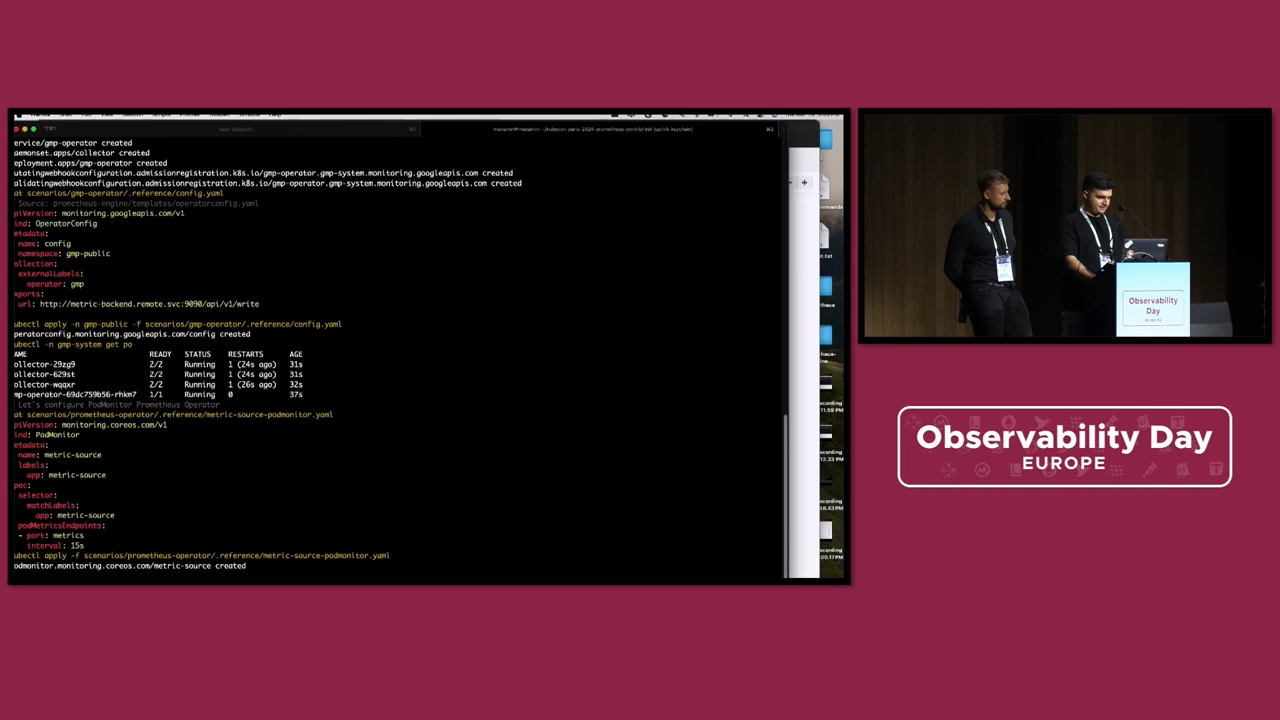 ervice/gmp-operator created
aemonset.apps/collector created
eployment.apps/gmp-operator created
utatingwebhookconfiguration.admissionregistration.k8s.io/gmp-operator.gmp-system.monitoring.googleapis.com created
alidatingwebhookconfiguration.admissionregistration.k8s.io/gmp-operator.gmp-system.monitoring.googleapis.com created
at scenarios/gmp-operator/.reference/config.yaml
Source: prometheus-engine/templates/operatorconfig.yaml
piVersion: monitoring.googleapis.com/v1
ind: OperatorConfig
etadata:
name: config
namespace: gmp-public
ollection:
externalLabels:
operator: gmp
xports:
url: http://metric-backend.remote.svc:9090/api/v1/write
ubectl apply -n gmp-public -f scenarios/gmp-operator/.reference/config.yaml
peratorconfig.monitoring.googleapis.com/config created
ubectl -n gmp-system get po
AME READY STATUS RESTARTS AGE
ollector-29zg9 2/2 Running 1 (24s ago) 31s
ollector-629st 2/2 Running 1 (24s ago) 31s
ollector-wqqxr 2/2 Running 1 (26s ago) 32s
mp-operator-69dc759b56-rhkm7 1/1 Running 0 37s
Let's configure PodMonitor Prometheus Operator
at scenarios/prometheus-operator/.reference/metric-source-podmonitor.yaml
piVersion: monitoring.coreos.com/v1
ind: PodMonitor
etadata:
name: metric-source
labels:
app: metric-source
pec:
selector:
matchLabels:
app: metric-source
podMetricsEndpoints:
- port: metrics
interval: 15s
ubectl apply -f scenarios/prometheus-operator/.reference/metric-source-podmonitor.yaml
odmonitor.monitoring.coreos.com/metric-source created
Observability
Day
EUROPE
Observability Day
EUROPE